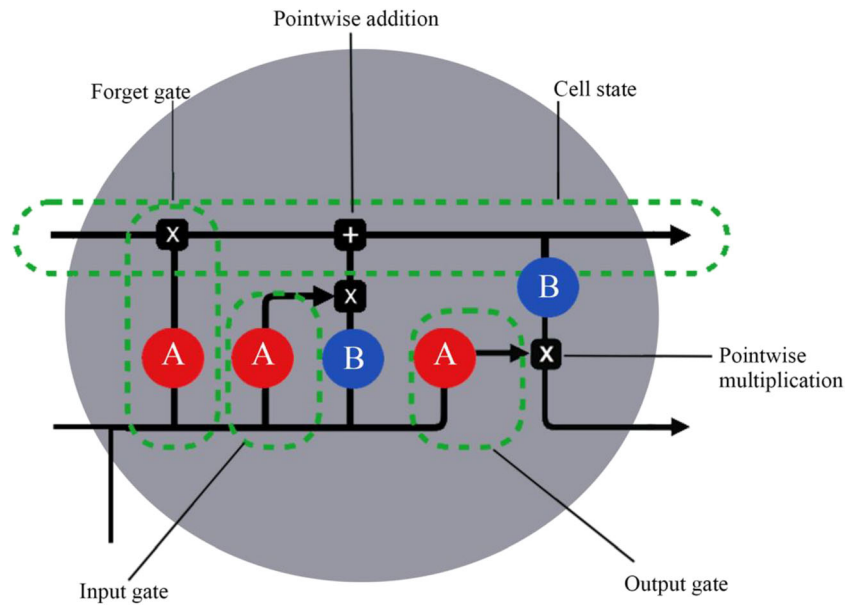 Pointwise addition
Forget gate
Cell state
X
+
B
X
A
A
B
A
X
Pointwise
multiplication
Input gate
Output gate